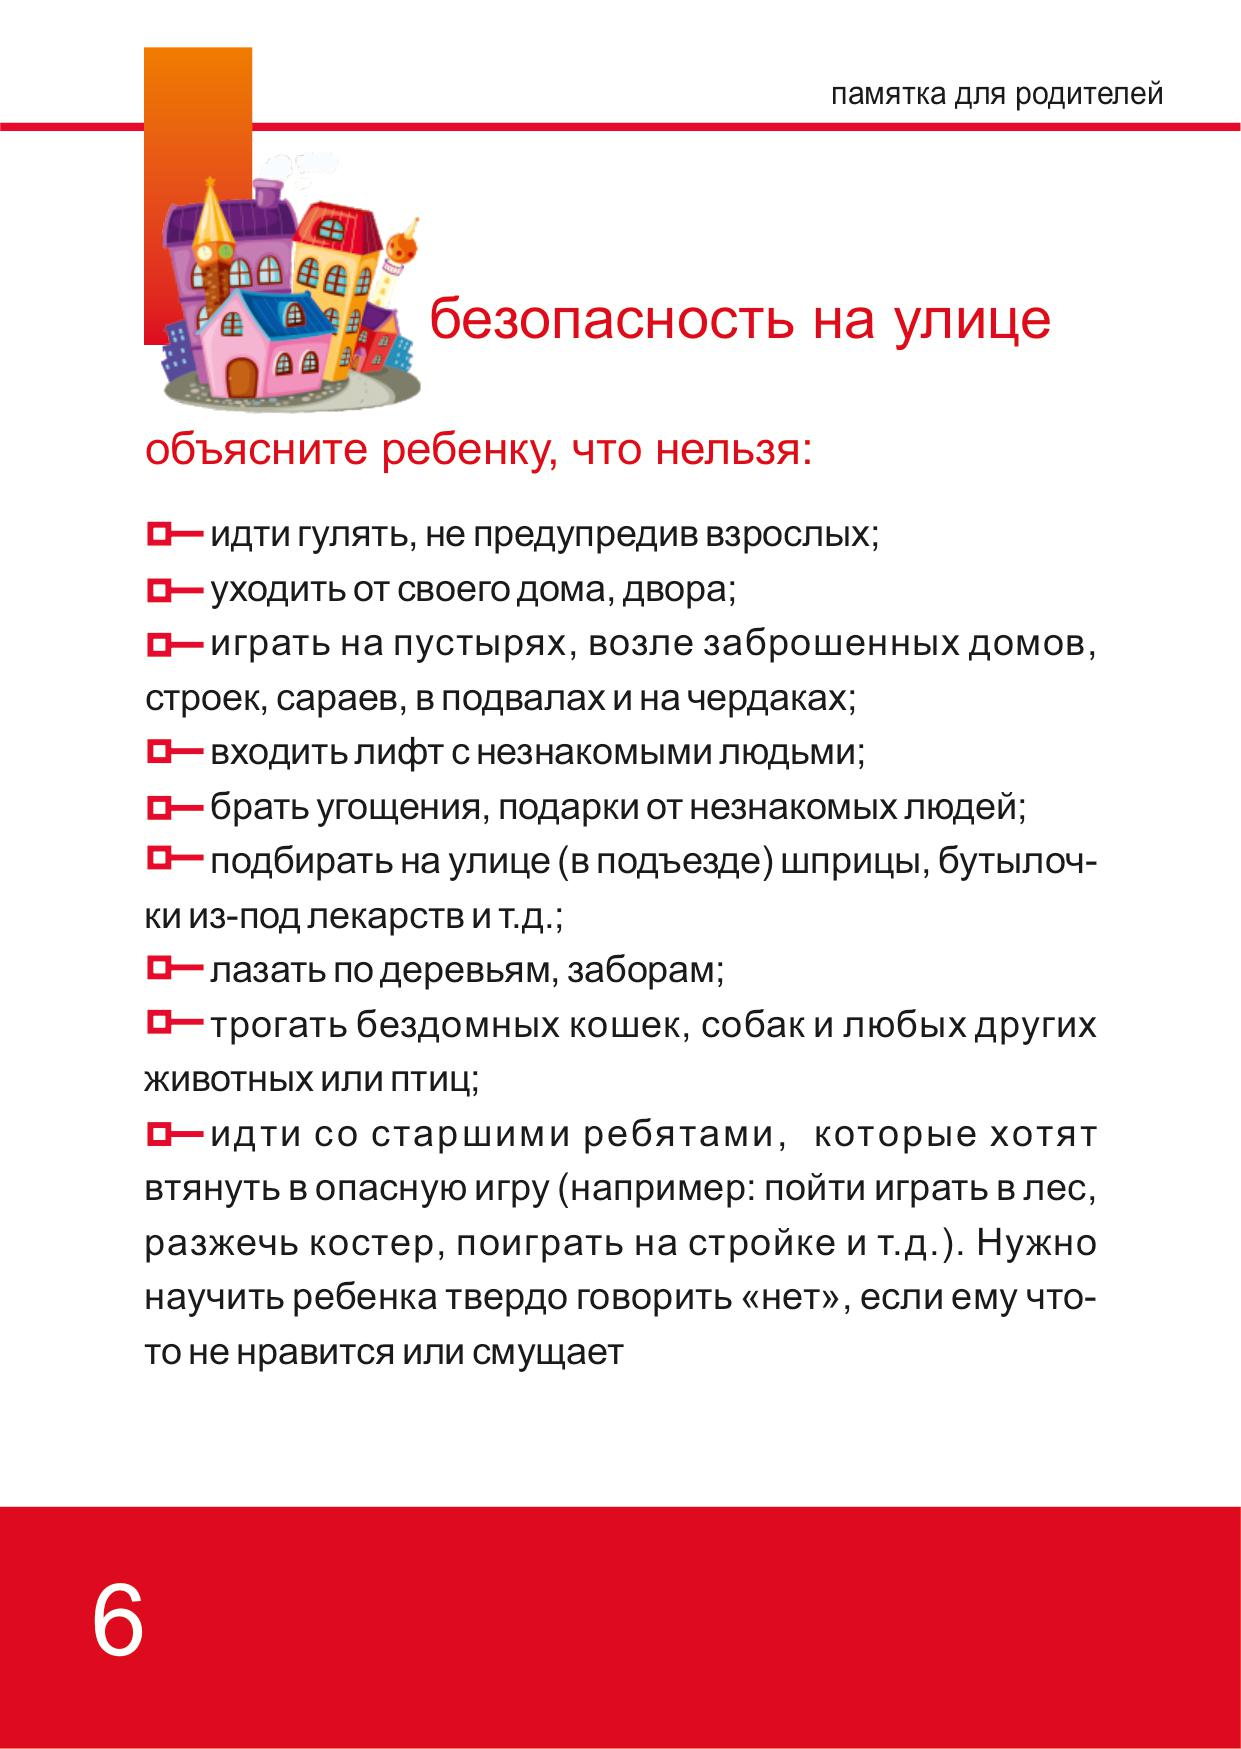 памятка для родителей
безопасность на улице
объясните ребенку, что нельзя:
идти гулять, не предупредив взрослых;
уходить от своего дома, двора;
играть на пустырях, возле заброшенных домов,
строек, сараев, в подвалах и на чердаках;
входить лифт с незнакомыми людьми;
брать угощения, подарки от незнакомых людей;
подбирать на улице (в подъезде) шприцы, бутылоч-
ки из-под лекарств и т.д.;
лазать по деревьям, заборам;
трогать бездомных кошек, собак и любых других
животных или птиц;
идти со старшими ребятами, которые хотят
втянуть в опасную игру (например: пойти играть в лес,
разжечь костер, поиграть на стройке и т.д.). Нужно
научить ребенка твердо говорить «нет», если ему что-
то не нравится или смущает
6